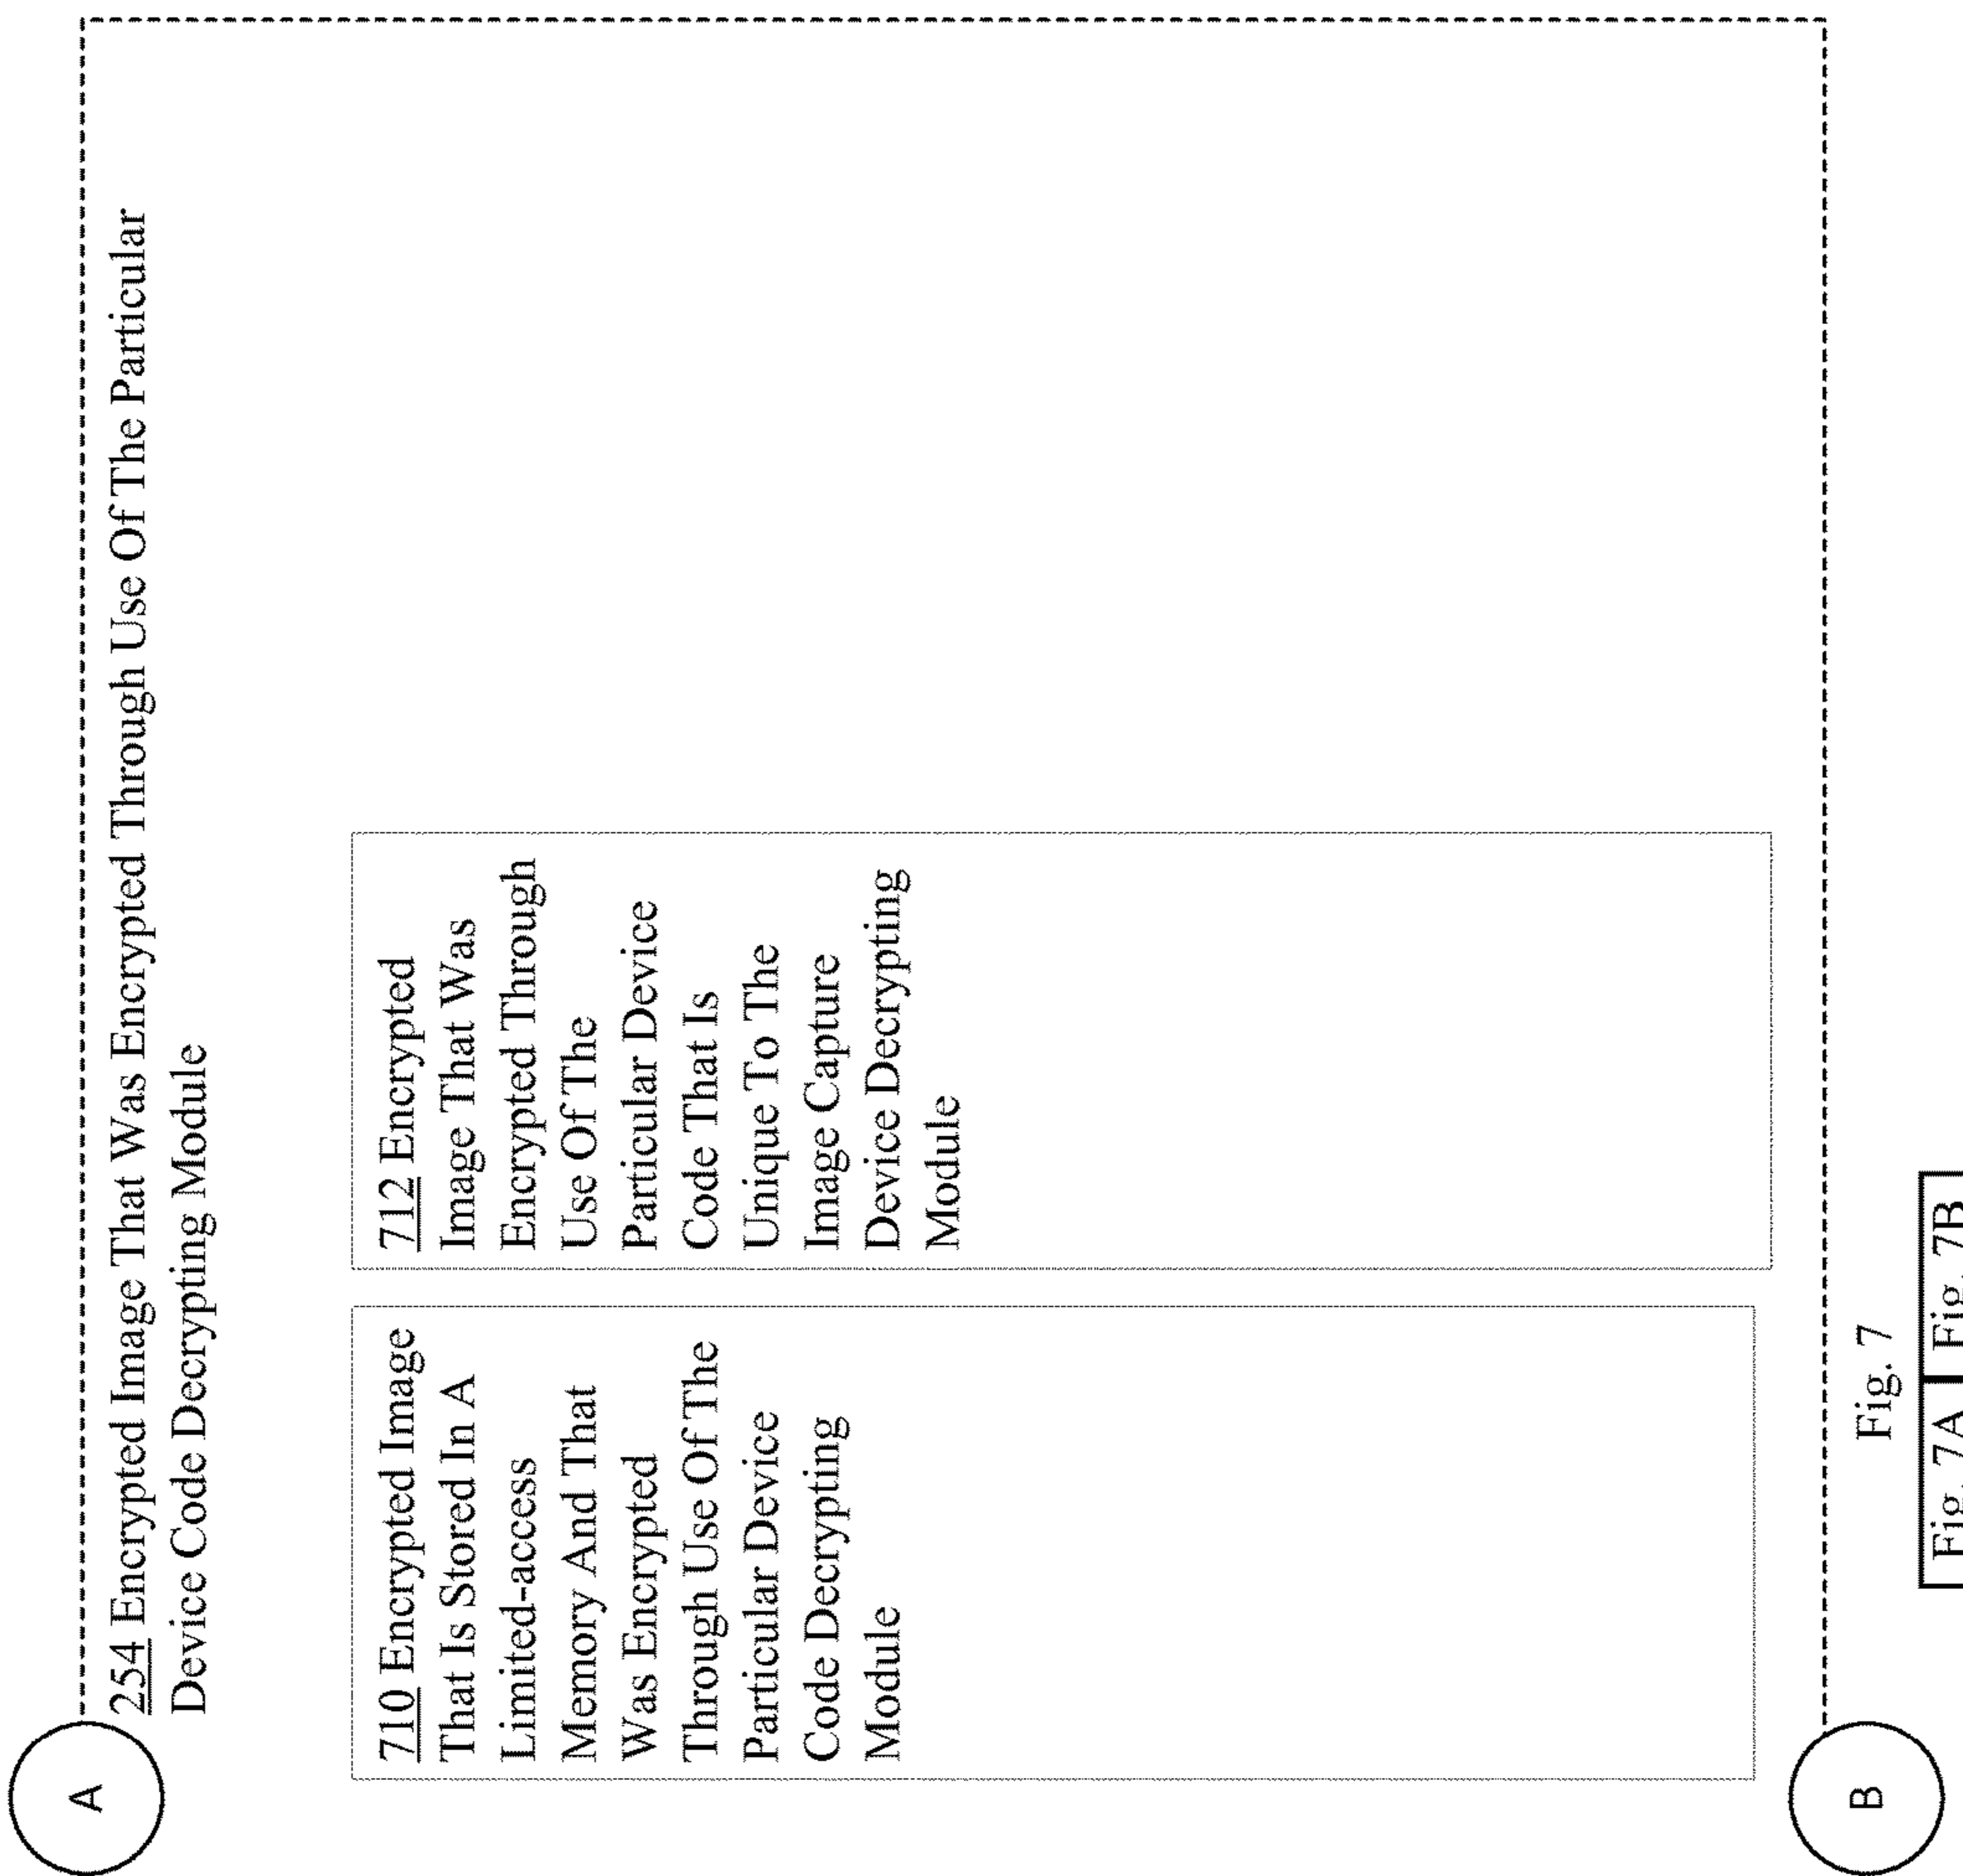 A
254 Encrypted Image That Was Encrypted Through Use Of The Particular
Device Code Decrypting Module
710 Encrypted Image
That Is Stored In A
Limited-access
Memory And That
Was Encrypted
Through Use Of The
Particular Device
Code Decrypting
Module
712 Encrypted
Image That Was
Encrypted Through
Use Of The
Particular Device
Code That Is
Unique To The
Image Capture
Device Decrypting
Module
B
Fig. 7
Fig. 7A Fig. 7B